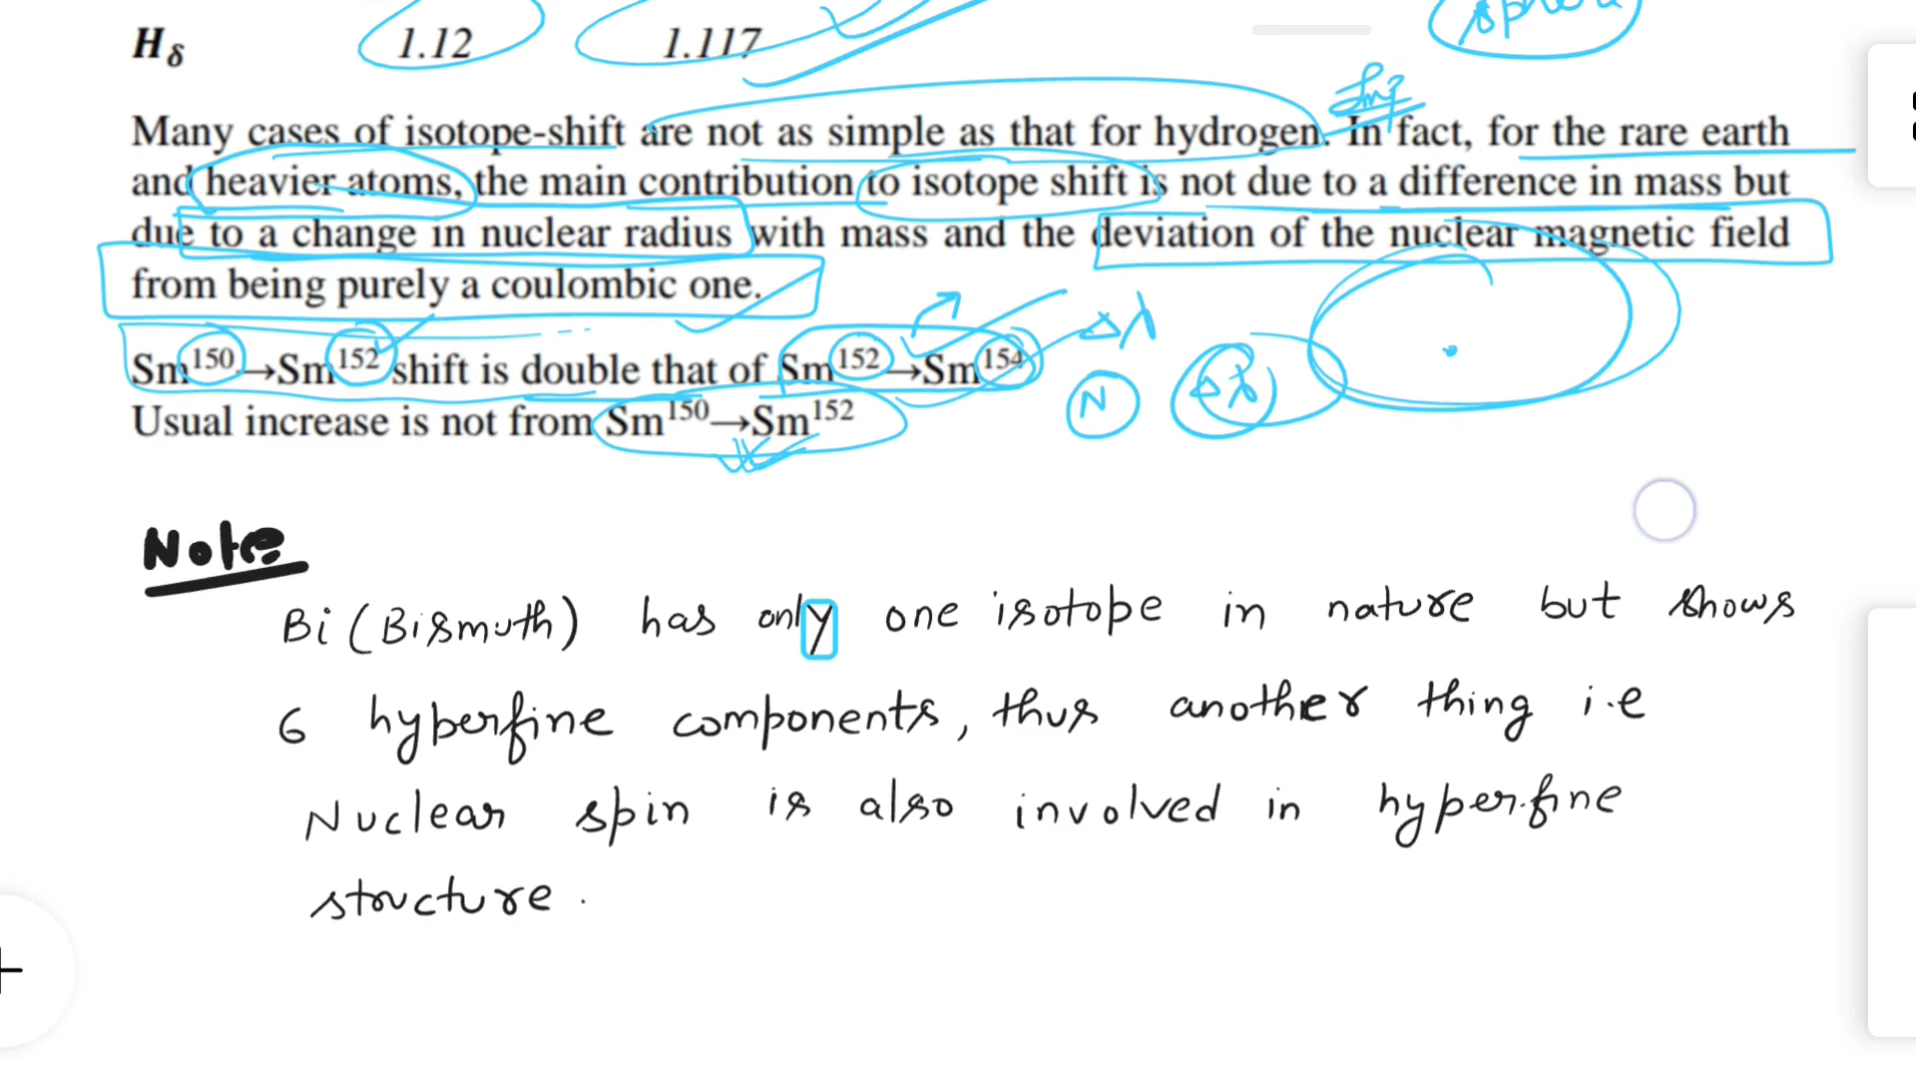 sphere
Hδ 1.12 1.117
Imp
Many cases of isotope-shift are not as simple as that for hydrogen. In fact, for the rare earth
and heavier atoms, the main contribution to isotope shift is not due to a difference in mass but
due to a change in nuclear radius with mass and the deviation of the nuclear magnetic field
from being purely a coulombic one.
Sm¹⁵⁰→Sm¹⁵² shift is double that of Sm¹⁵²→Sm¹⁵⁴ Δλ
Usual increase is not from Sm¹⁵⁰→Sm¹⁵² N
Note
Bi (Bismuth) has only one isotope in nature but shows
6 hyperfine components, thus another thing i.e
Nuclear spin is also involved in hyperfine
structure.